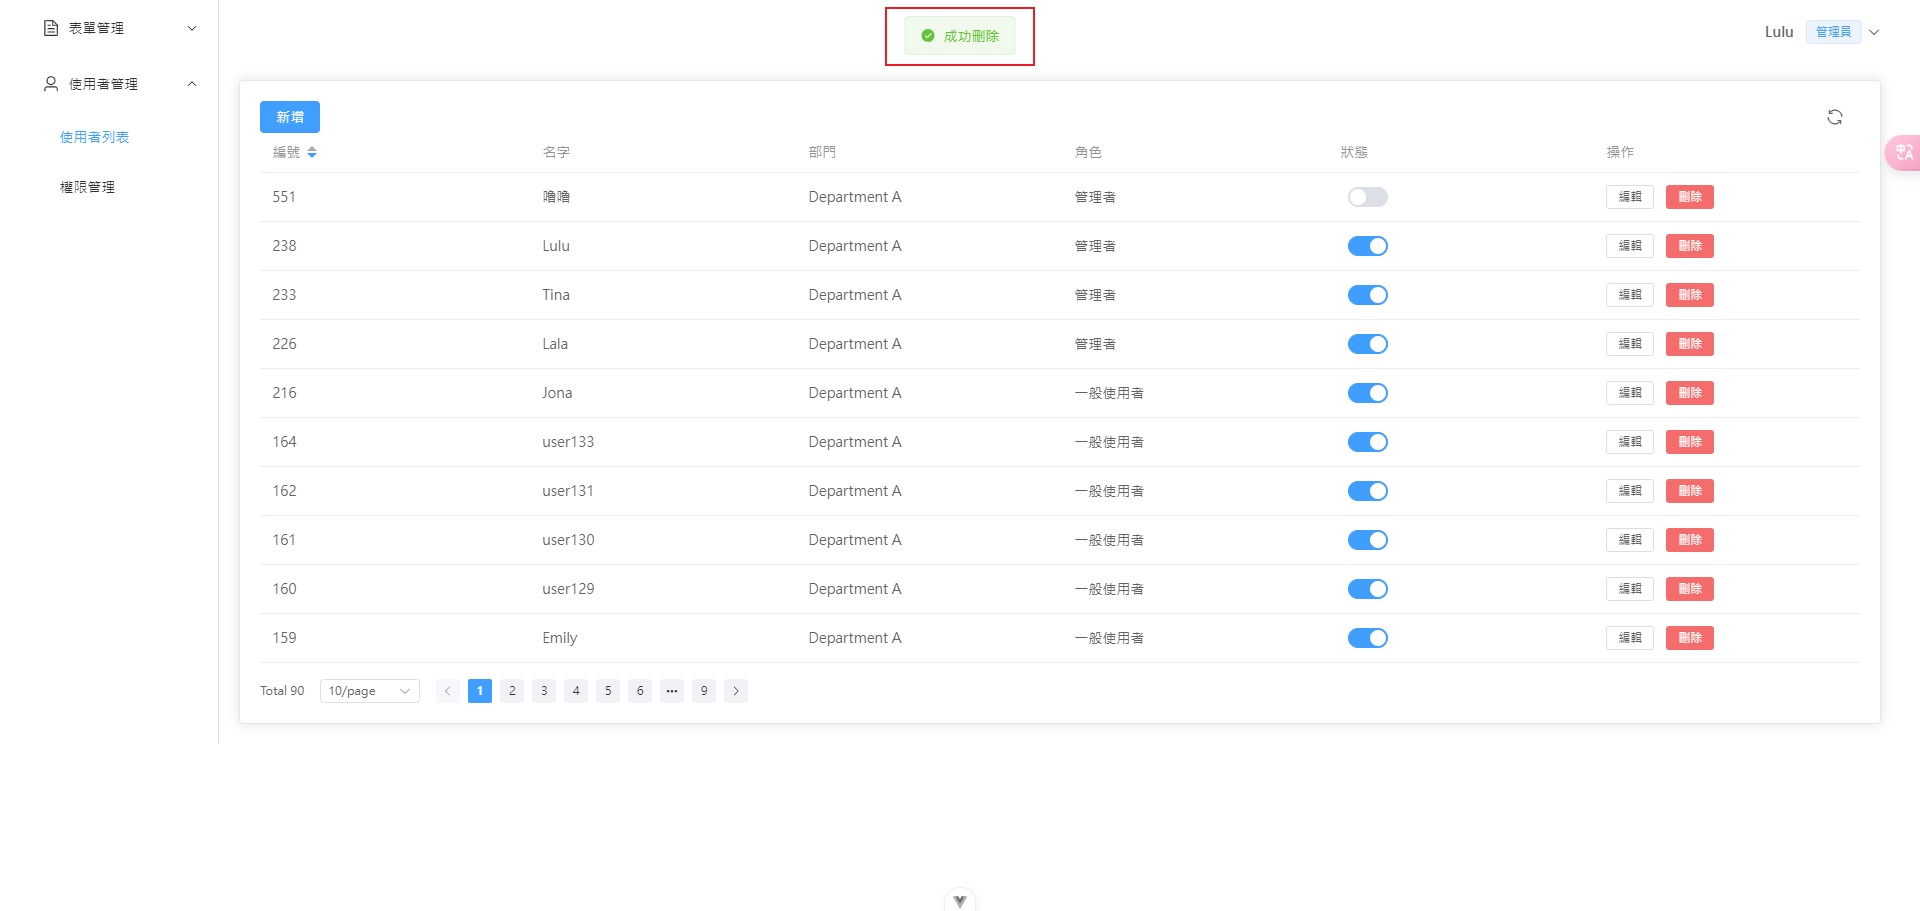 表單管理
使用者管理
使用者列表
權限管理
成功刪除
Lulu 管理員
新增
編號 名字 部門 角色 狀態 操作
551 嚕嚕 Department A 管理者 編輯 刪除
238 Lulu Department A 管理者 編輯 刪除
233 Tina Department A 管理者 編輯 刪除
226 Lala Department A 管理者 編輯 刪除
216 Jona Department A 一般使用者 編輯 刪除
164 user133 Department A 一般使用者 編輯 刪除
162 user131 Department A 一般使用者 編輯 刪除
161 user130 Department A 一般使用者 編輯 刪除
160 user129 Department A 一般使用者 編輯 刪除
159 Emily Department A 一般使用者 編輯 刪除
Total 90 10/page 1 2 3 4 5 6 ••• 9
中A